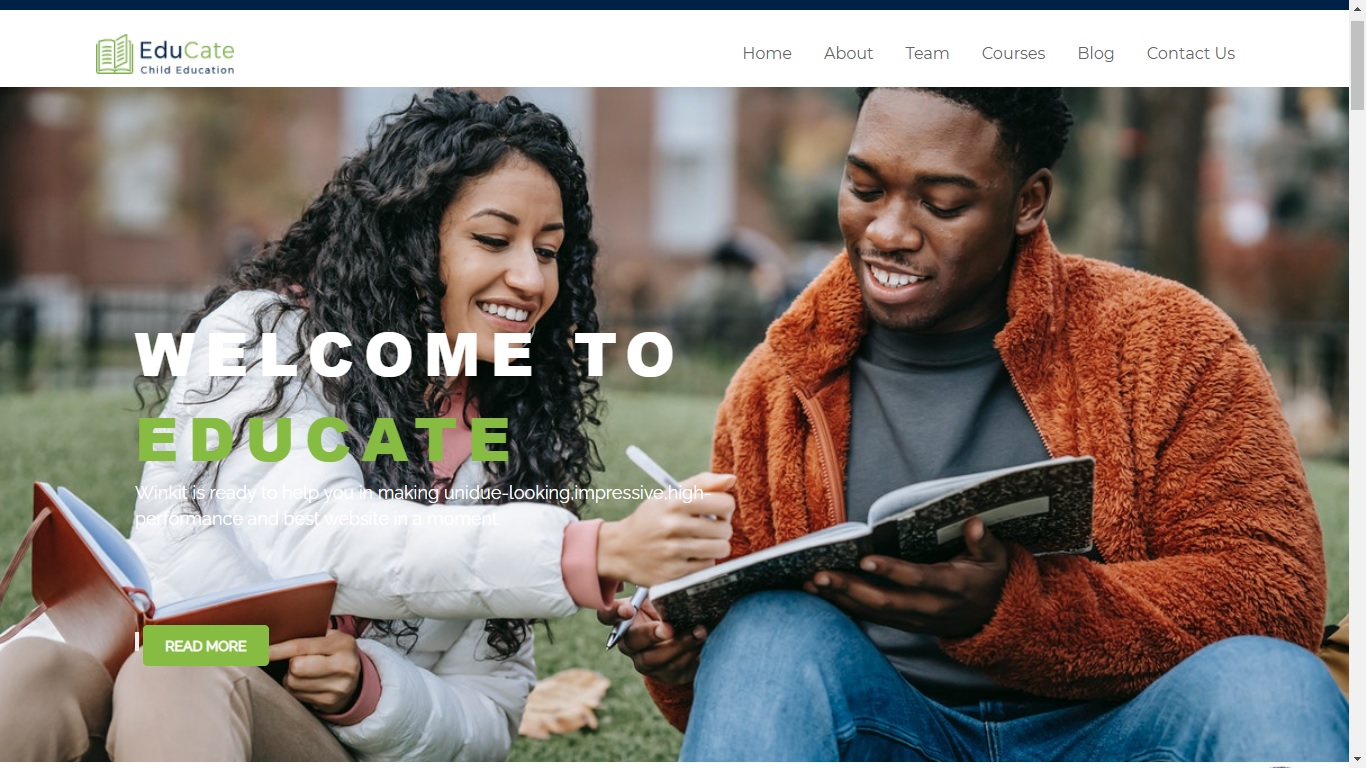 EduCate
Child Education
Home About Team Courses Blog Contact Us
WELCOME TO
EDUCATE
Winkit is ready to help you in making unidue-looking,impressive,high-
performance and best website in a moment.
READ MORE